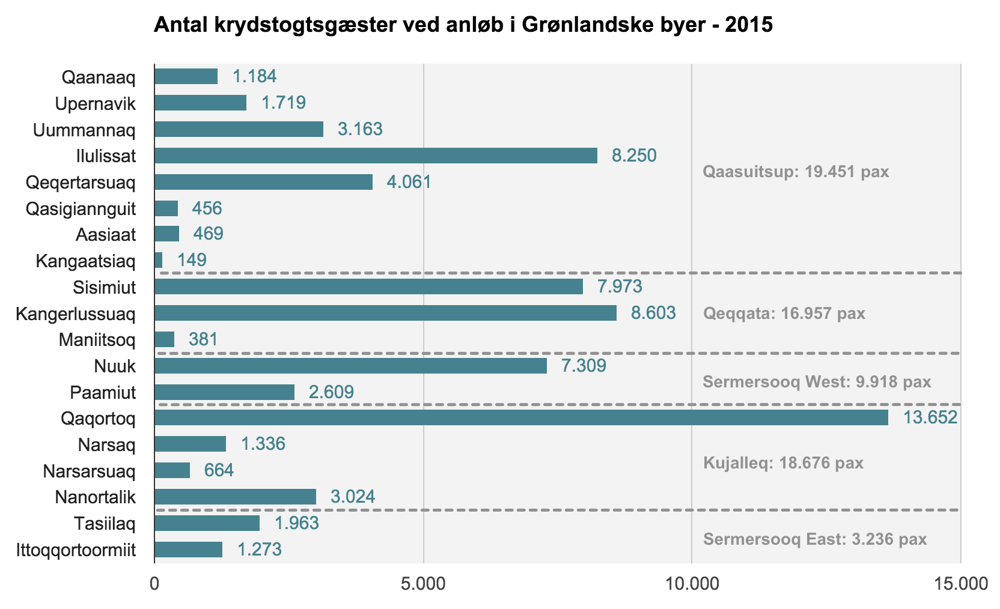 Antal krydstogtsgæster ved anløb i Grønlandske byer - 2015
Qaanaaq 1.184
Upernavik 1.719
Uummannaq 3.163
Ilulissat 8.250
Qaasuitsup: 19.451 pax
Qeqertarsuaq 4.061
Qasigiannguit 456
Aasiaat 469
Kangaatsiaq 149
Sisimiut 7.973
Kangerlussuaq 8.603 Qeqqata: 16.957 pax
Maniitsoq 381
Nuuk 7.309
Sermersooq West: 9.918 pax
Paamiut 2.609
Qaqortoq 13.652
Narsaq 1.336
Kujalleq: 18.676 pax
Narsarsuaq 664
Nanortalik 3.024
Tasiilaq 1.963
Sermersooq East: 3.236 pax
Ittoqqortoormiit 1.273
0 5.000 10.000 15.000